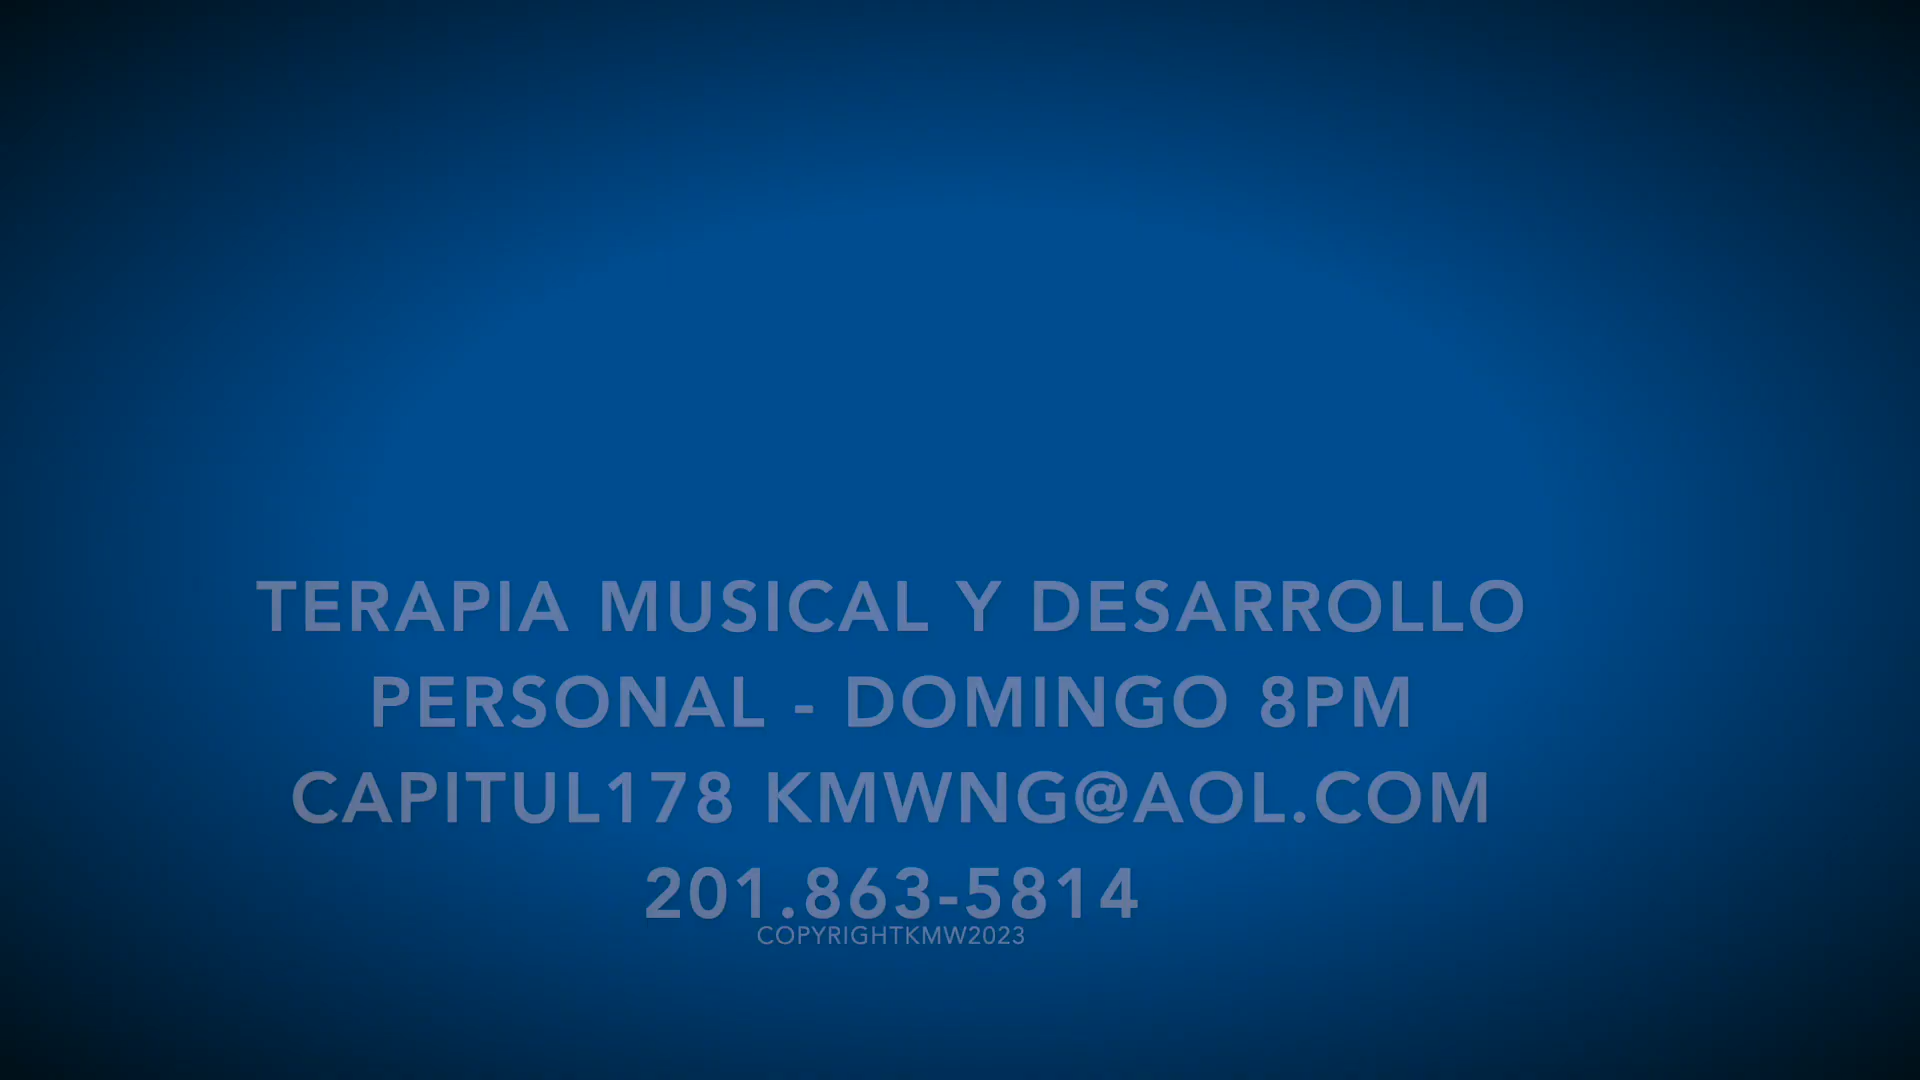 TERAPIA MUSICAL Y DESARROLLO
PERSONAL - DOMINGO 8PM
CAPITUL178 KMWNG@AOL.COM
201.863-5814
COPYRIGHTKMW2023